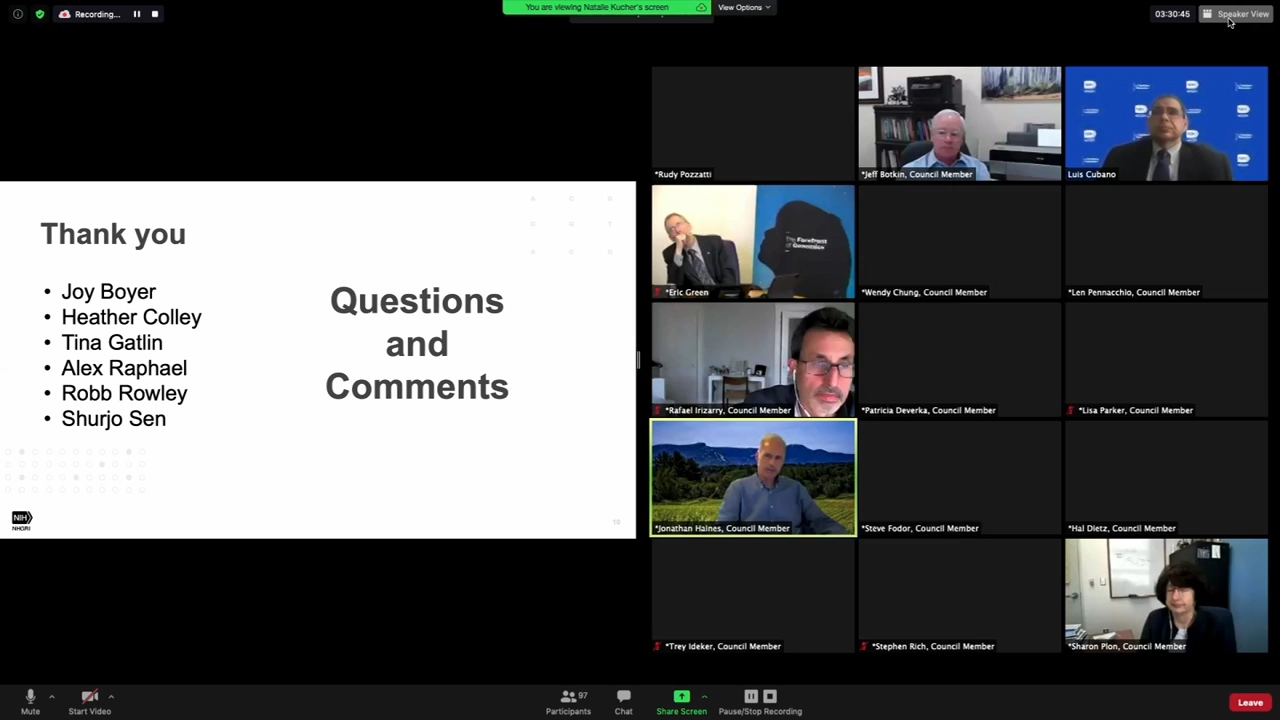 Recording...
You are viewing Natalie Kucher's screen
View Options
03:30:45
Speaker View
*Rudy Pozzatti
*Jeff Botkin, Council Member
Luis Cubano
Thank you
• Joy Boyer
• Heather Colley
• Tina Gatlin
• Alex Raphael
• Robb Rowley
• Shurjo Sen
Questions
and
Comments
NIH
NHGRI
18
The Forefront
of Genomics
*Eric Green
*Wendy Chung, Council Member
*Len Pennacchio, Council Member
*Rafael Irizarry, Council Member
*Patricia Deverka, Council Member
*Lisa Parker, Council Member
*Jonathan Haines, Council Member
*Steve Fodor, Council Member
*Hal Dietz, Council Member
*Trey Ideker, Council Member
*Stephen Rich, Council Member
*Sharon Plon, Council Member
Mute
Start Video
97
Participants
Chat
Share Screen
Pause/Stop Recording
Leave